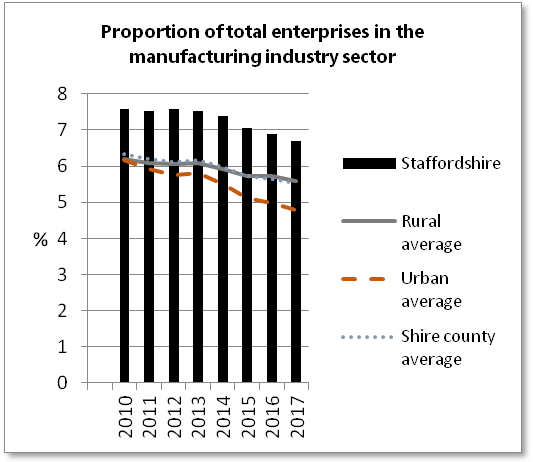 Proportion of total enterprises in the
manufacturing industry sector
8
7
6
5
4
3
2
1
0
%
2010
2011
2012
2013
2014
2015
2016
2017
Staffordshire
Rural
average
Urban
average
Shire county
average